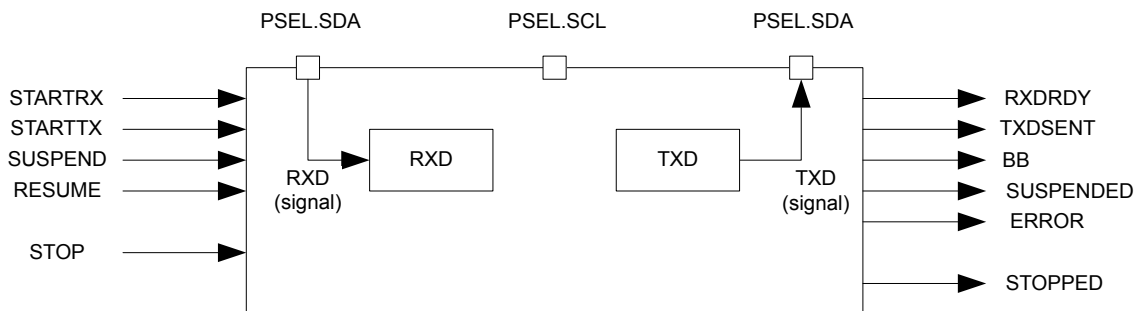 PSEL.SDA
PSEL.SCL
PSEL.SDA
STARTRX
STARTTX
SUSPEND
RESUME
STOP
RXD
(signal)
RXD
TXD
TXD
(signal)
RXDRDY
TXDSENT
BB
SUSPENDED
ERROR
STOPPED